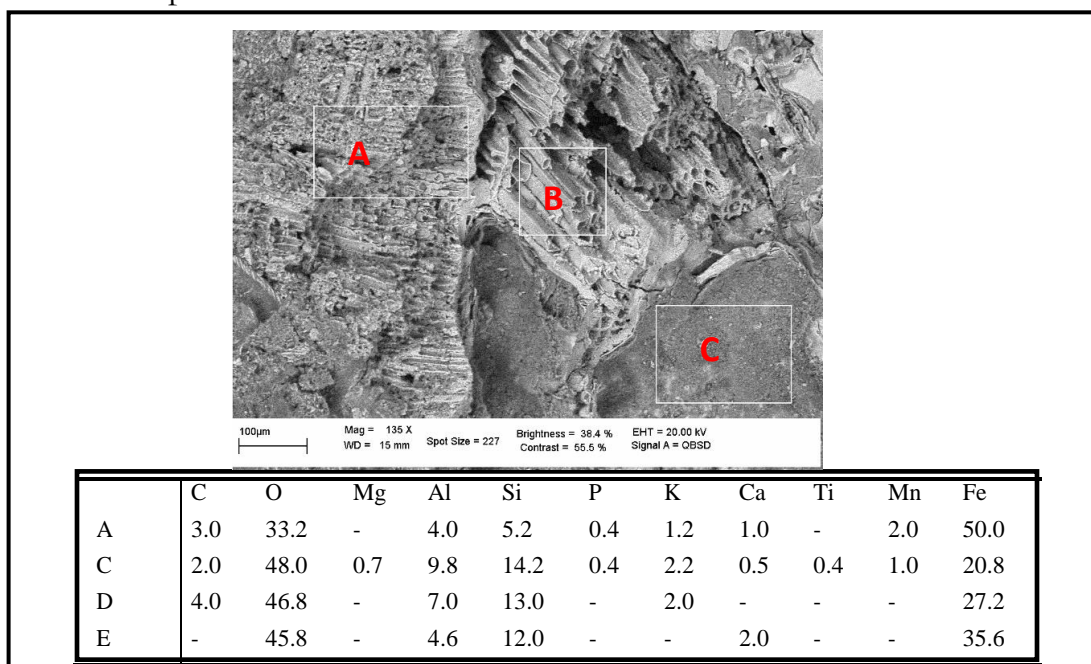 A
B
C
100µm
Mag = 135 X
WD = 15 mm
Spot Size = 227
Brightness = 38.4 %
Contrast = 55.5 %
EHT = 20.00 kV
Signal A = QBSD
C O Mg Al Si P K Ca Ti Mn Fe
A 3.0 33.2 - 4.0 5.2 0.4 1.2 1.0 - 2.0 50.0
C 2.0 48.0 0.7 9.8 14.2 0.4 2.2 0.5 0.4 1.0 20.8
D 4.0 46.8 - 7.0 13.0 - 2.0 - - - 27.2
E - 45.8 - 4.6 12.0 - - 2.0 - - 35.6